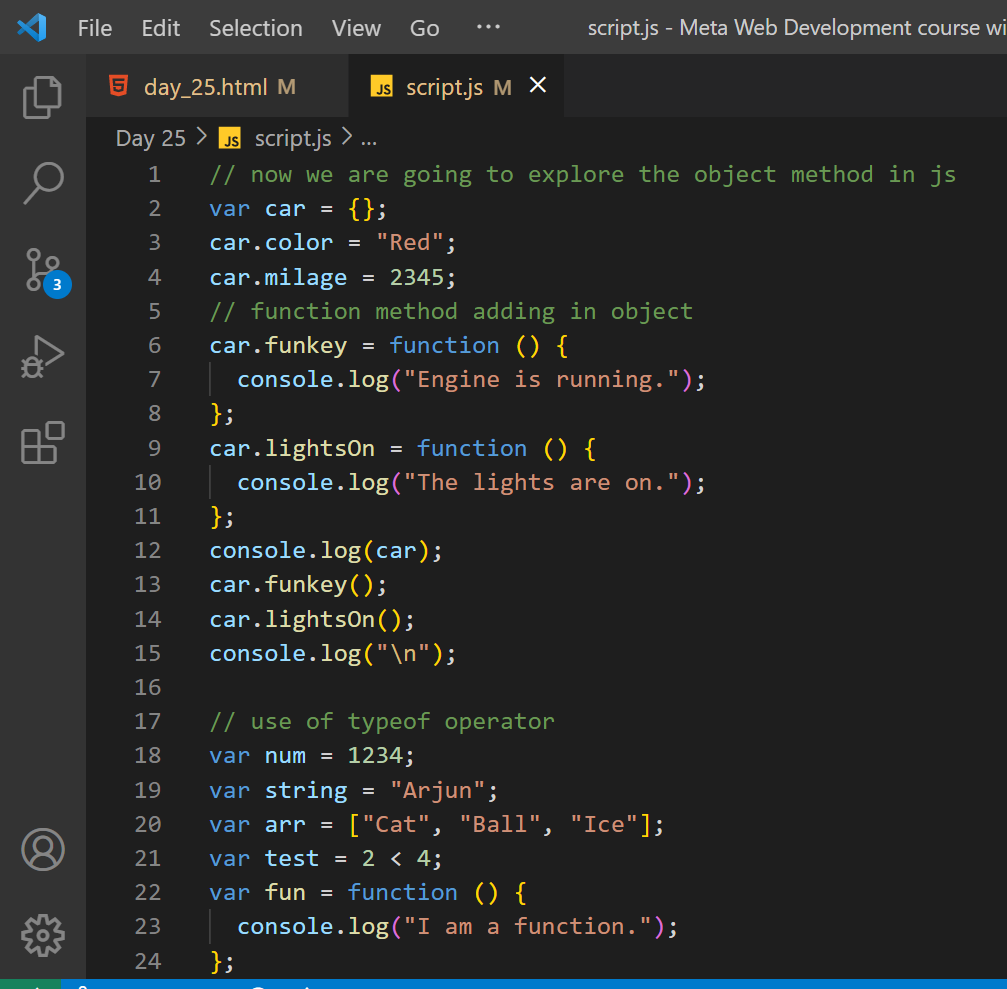 File Edit Selection View Go ··· script.js - Meta Web Development course wi
day_25.html M JS script.js M
Day 25 > JS script.js > ...
1 // now we are going to explore the object method in js
2 var car = {};
3 car.color = "Red";
4 car.milage = 2345;
5 // function method adding in object
6 car.funkey = function () {
7 console.log("Engine is running.");
8 };
9 car.lightsOn = function () {
10 console.log("The lights are on.");
11 };
12 console.log(car);
13 car.funkey();
14 car.lightsOn();
15 console.log("\n");
16
17 // use of typeof operator
18 var num = 1234;
19 var string = "Arjun";
20 var arr = ["Cat", "Ball", "Ice"];
21 var test = 2 < 4;
22 var fun = function () {
23 console.log("I am a function.");
24 };
3